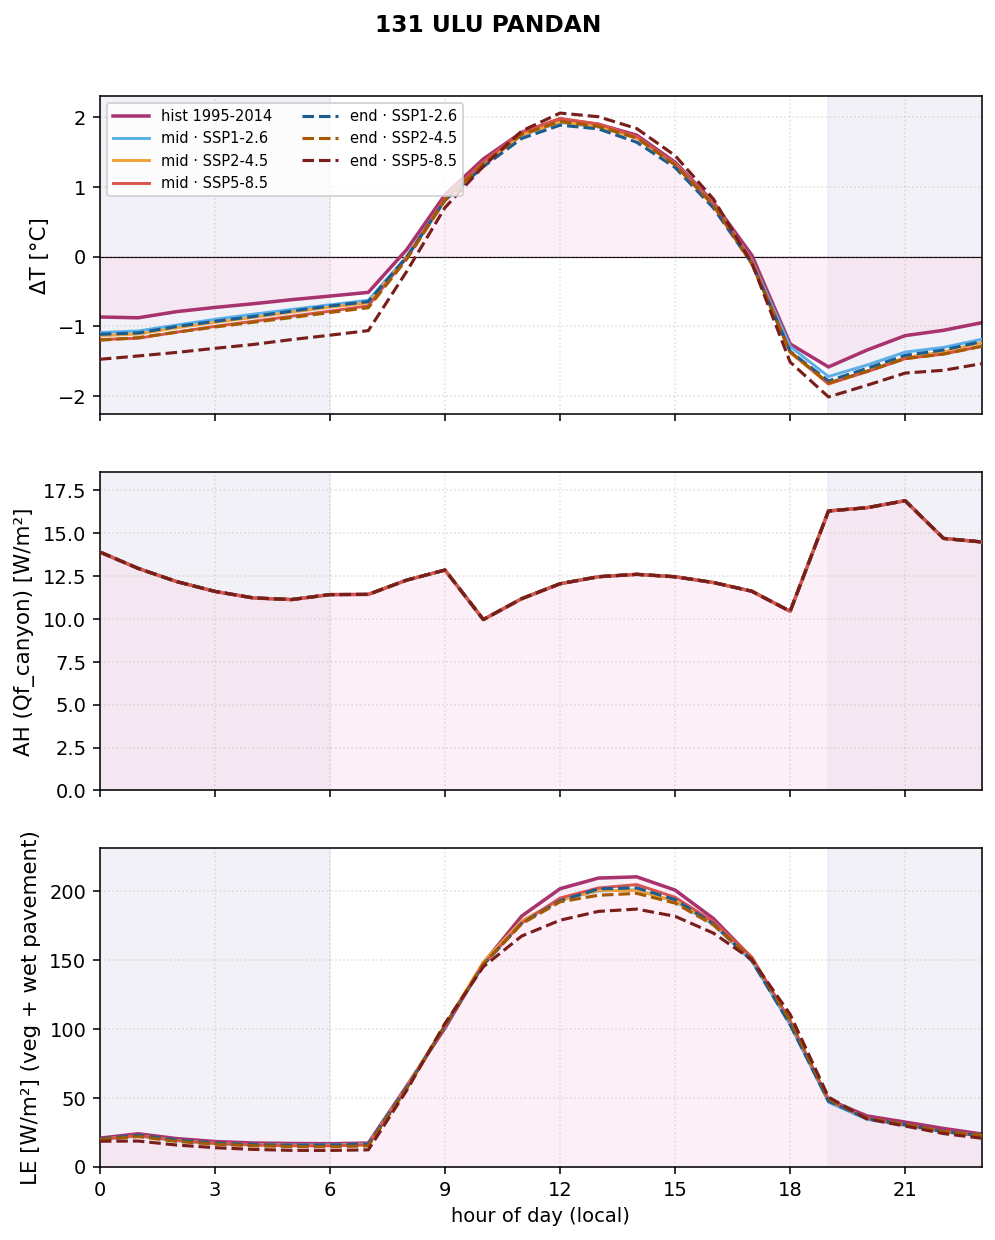 131 ULU PANDAN
hist 1995-2014
mid · SSP1-2.6
mid · SSP2-4.5
mid · SSP5-8.5
end · SSP1-2.6
end · SSP2-4.5
end · SSP5-8.5
ΔT [°C]
2
1
0
−1
−2
AH (Qf_canyon) [W/m²]
17.5
15.0
12.5
10.0
7.5
5.0
2.5
0.0
LE [W/m²] (veg + wet pavement)
200
150
100
50
0
0 3 6 9 12 15 18 21
hour of day (local)